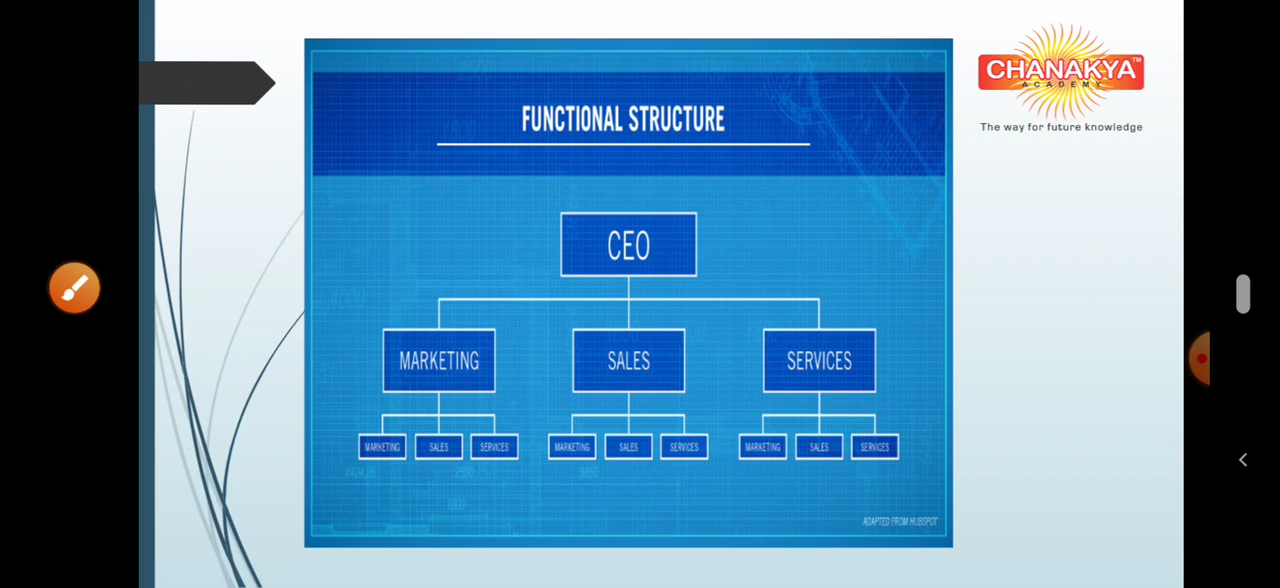 CHANAKYA™
ACADEMY
The way for future knowledge
FUNCTIONAL STRUCTURE
CEO
MARKETING SALES SERVICES
MARKETING SALES SERVICES MARKETING SALES SERVICES MARKETING SALES SERVICES
ADAPTED FROM HUBSPOT